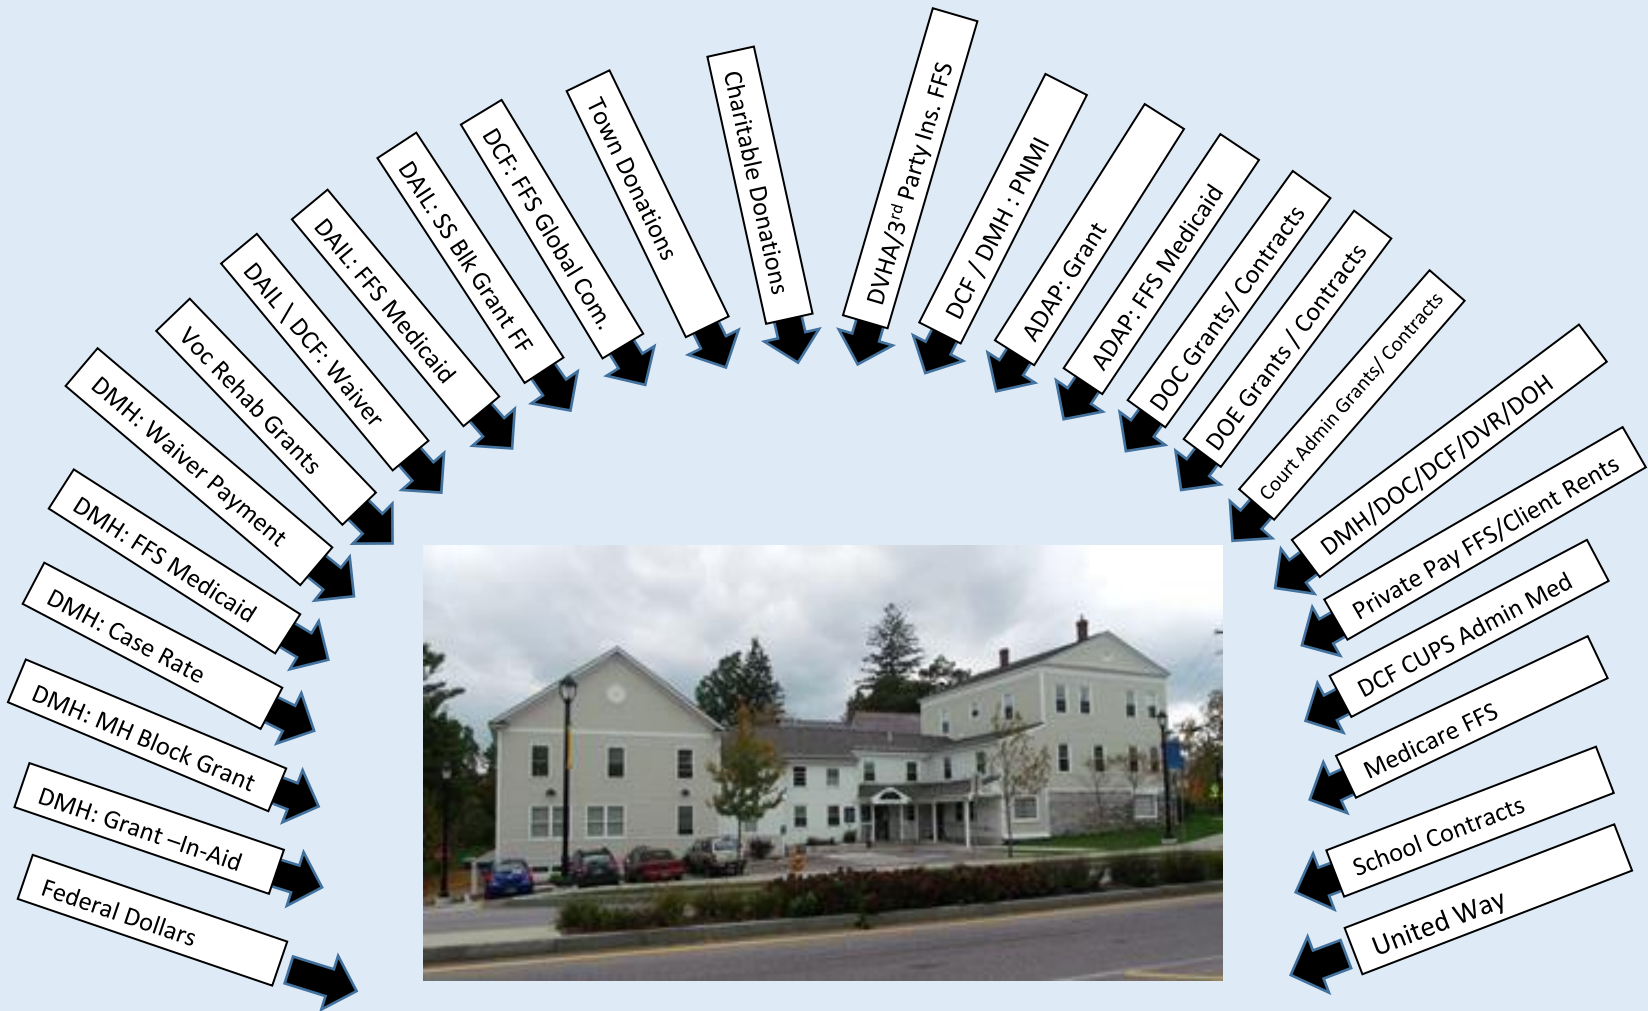 Federal Dollars
DMH: Grant –In-Aid
DMH: MH Block Grant
DMH: Case Rate
DMH: FFS Medicaid
DMH: Waiver Payment
Voc Rehab Grants
DAIL \ DCF: Waiver
DAIL: FFS Medicaid
DAIL: SS Blk Grant FF
DCF: FFS Global Com.
Town Donations
Charitable Donations
DVHA/3rd Party Ins. FFS
DCF / DMH : PNMI
ADAP: Grant
ADAP: FFS Medicaid
DOC Grants/ Contracts
DOE Grants / Contracts
Court Admin Grants/ Contracts
DMH/DOC/DCF/DVR/DOH
Private Pay FFS/Client Rents
DCF CUPS Admin Med
Medicare FFS
School Contracts
United Way